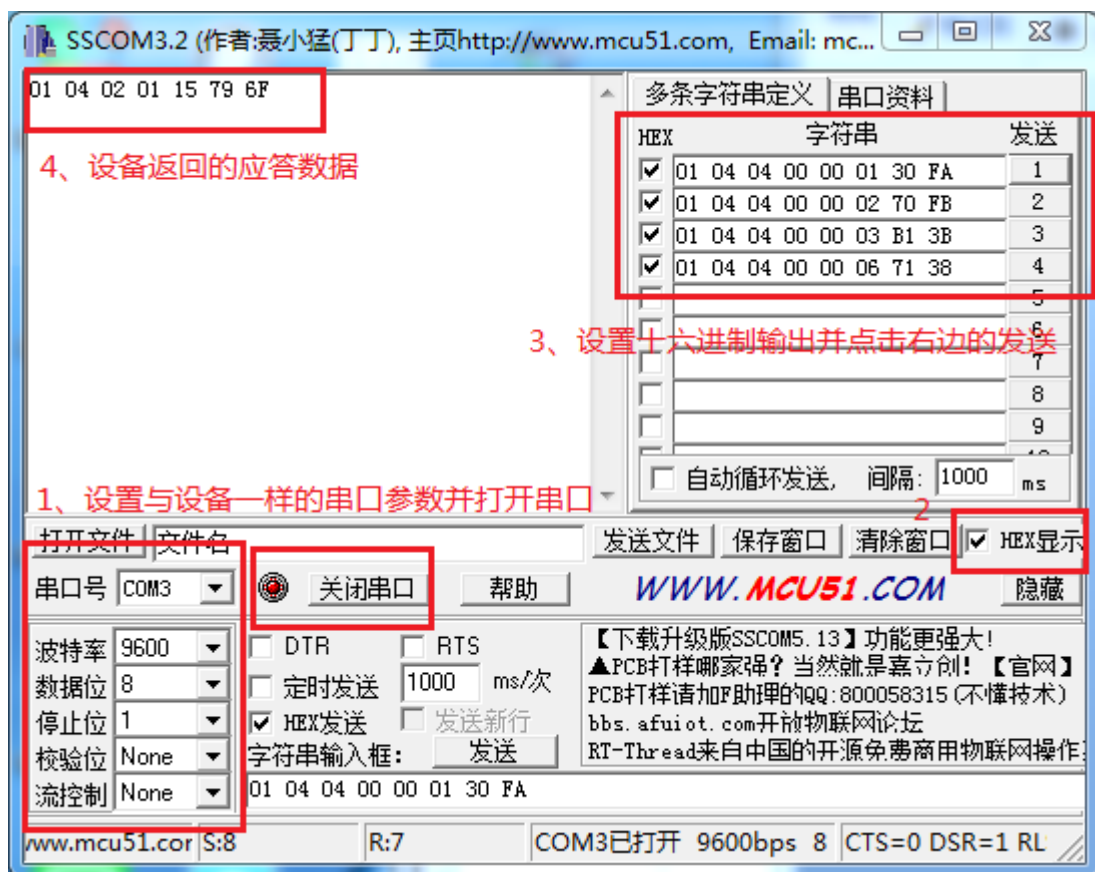 SSCOM3.2 (作者:聂小猛(丁丁), 主页http://www.mcu51.com, Email: mc...
01 04 02 01 15 79 6F
4、设备返回的应答数据
多条字符串定义 串口资料
HEX 字符串 发送
01 04 04 00 00 01 30 FA 1
01 04 04 00 00 02 70 FB 2
01 04 04 00 00 03 B1 3B 3
01 04 04 00 00 06 71 38 4
5
6
3、设置十六进制输出并点击右边的发送
7
8
9
自动循环发送, 间隔: 1000 ms
1、设置与设备一样的串口参数并打开串口
2
打开文件 文件名 发送文件 保存窗口 清除窗口 HEX显示
串口号 COM3 关闭串口 帮助 WWW.MCU51.COM 隐藏
波特率 9600 DTR RTS
数据位 8 定时发送 1000 ms/次
停止位 1 HEX发送 发送新行
校验位 None 字符串输入框: 发送
流控制 None 01 04 04 00 00 01 30 FA
【下载升级版SSCOM5.13】功能更强大!
▲PCB打样哪家强? 当然就是嘉立创! 【官网】
PCB打样请加F助理的QQ:800058315(不懂技术)
bbs.afuiot.com开放物联网论坛
RT-Thread来自中国的开源免费商用物联网操作
www.mcu51.cor S:8 R:7 COM3已打开 9600bps 8 CTS=0 DSR=1 RL